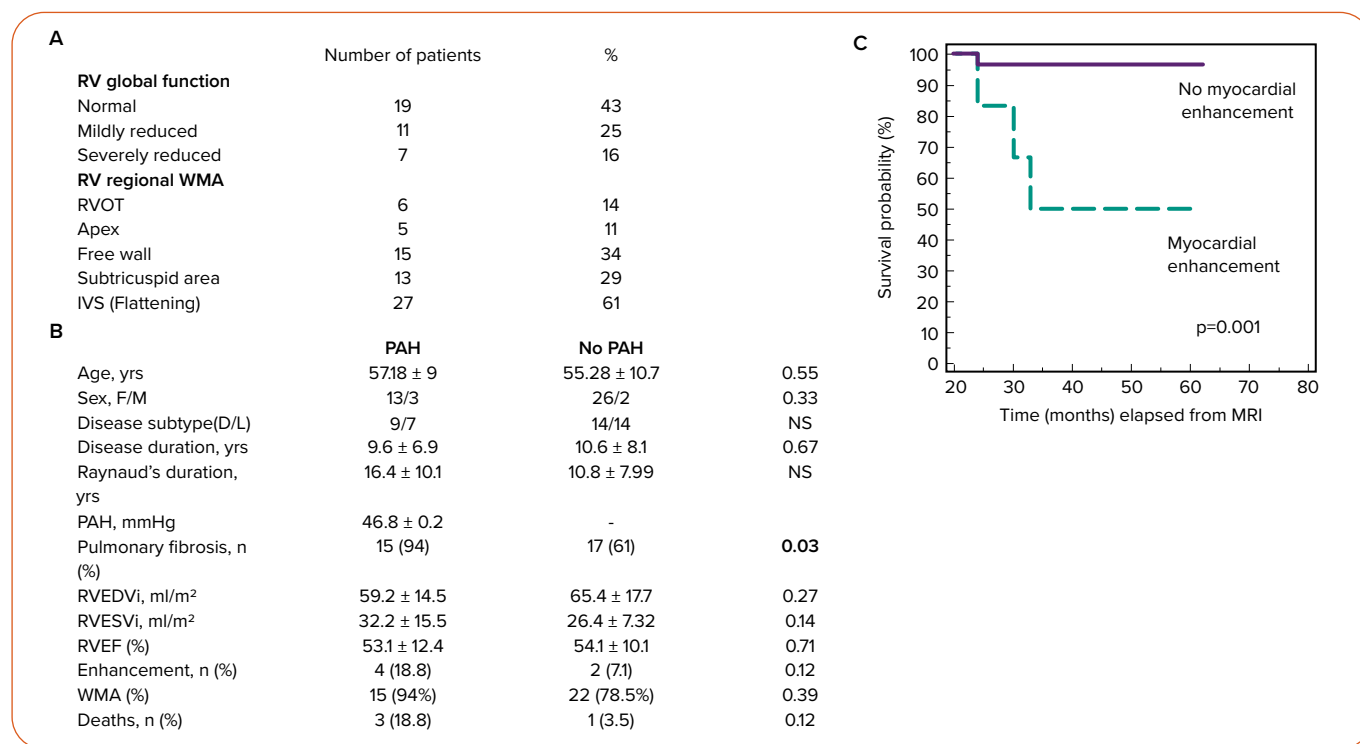 A
Number of patients %
RV global function
Normal 19 43
Mildly reduced 11 25
Severely reduced 7 16
RV regional WMA
RVOT 6 14
Apex 5 11
Free wall 15 34
Subtricuspid area 13 29
IVS (Flattening) 27 61
B
PAH No PAH
Age, yrs 57.18 ± 9 55.28 ± 10.7 0.55
Sex, F/M 13/3 26/2 0.33
Disease subtype(D/L) 9/7 14/14 NS
Disease duration, yrs 9.6 ± 6.9 10.6 ± 8.1 0.67
Raynaud's duration, 16.4 ± 10.1 10.8 ± 7.99 NS
yrs
PAH, mmHg 46.8 ± 0.2 -
Pulmonary fibrosis, n 15 (94) 17 (61) 0.03
(%)
RVEDVi, ml/m² 59.2 ± 14.5 65.4 ± 17.7 0.27
RVESVi, ml/m² 32.2 ± 15.5 26.4 ± 7.32 0.14
RVEF (%) 53.1 ± 12.4 54.1 ± 10.1 0.71
Enhancement, n (%) 4 (18.8) 2 (7.1) 0.12
WMA (%) 15 (94%) 22 (78.5%) 0.39
Deaths, n (%) 3 (18.8) 1 (3.5) 0.12
C
Survival probability (%)
100
90
80
70
60
50
40
30
20
10
0
No myocardial
enhancement
Myocardial
enhancement
p=0.001
20 30 40 50 60 70 80
Time (months) elapsed from MRI